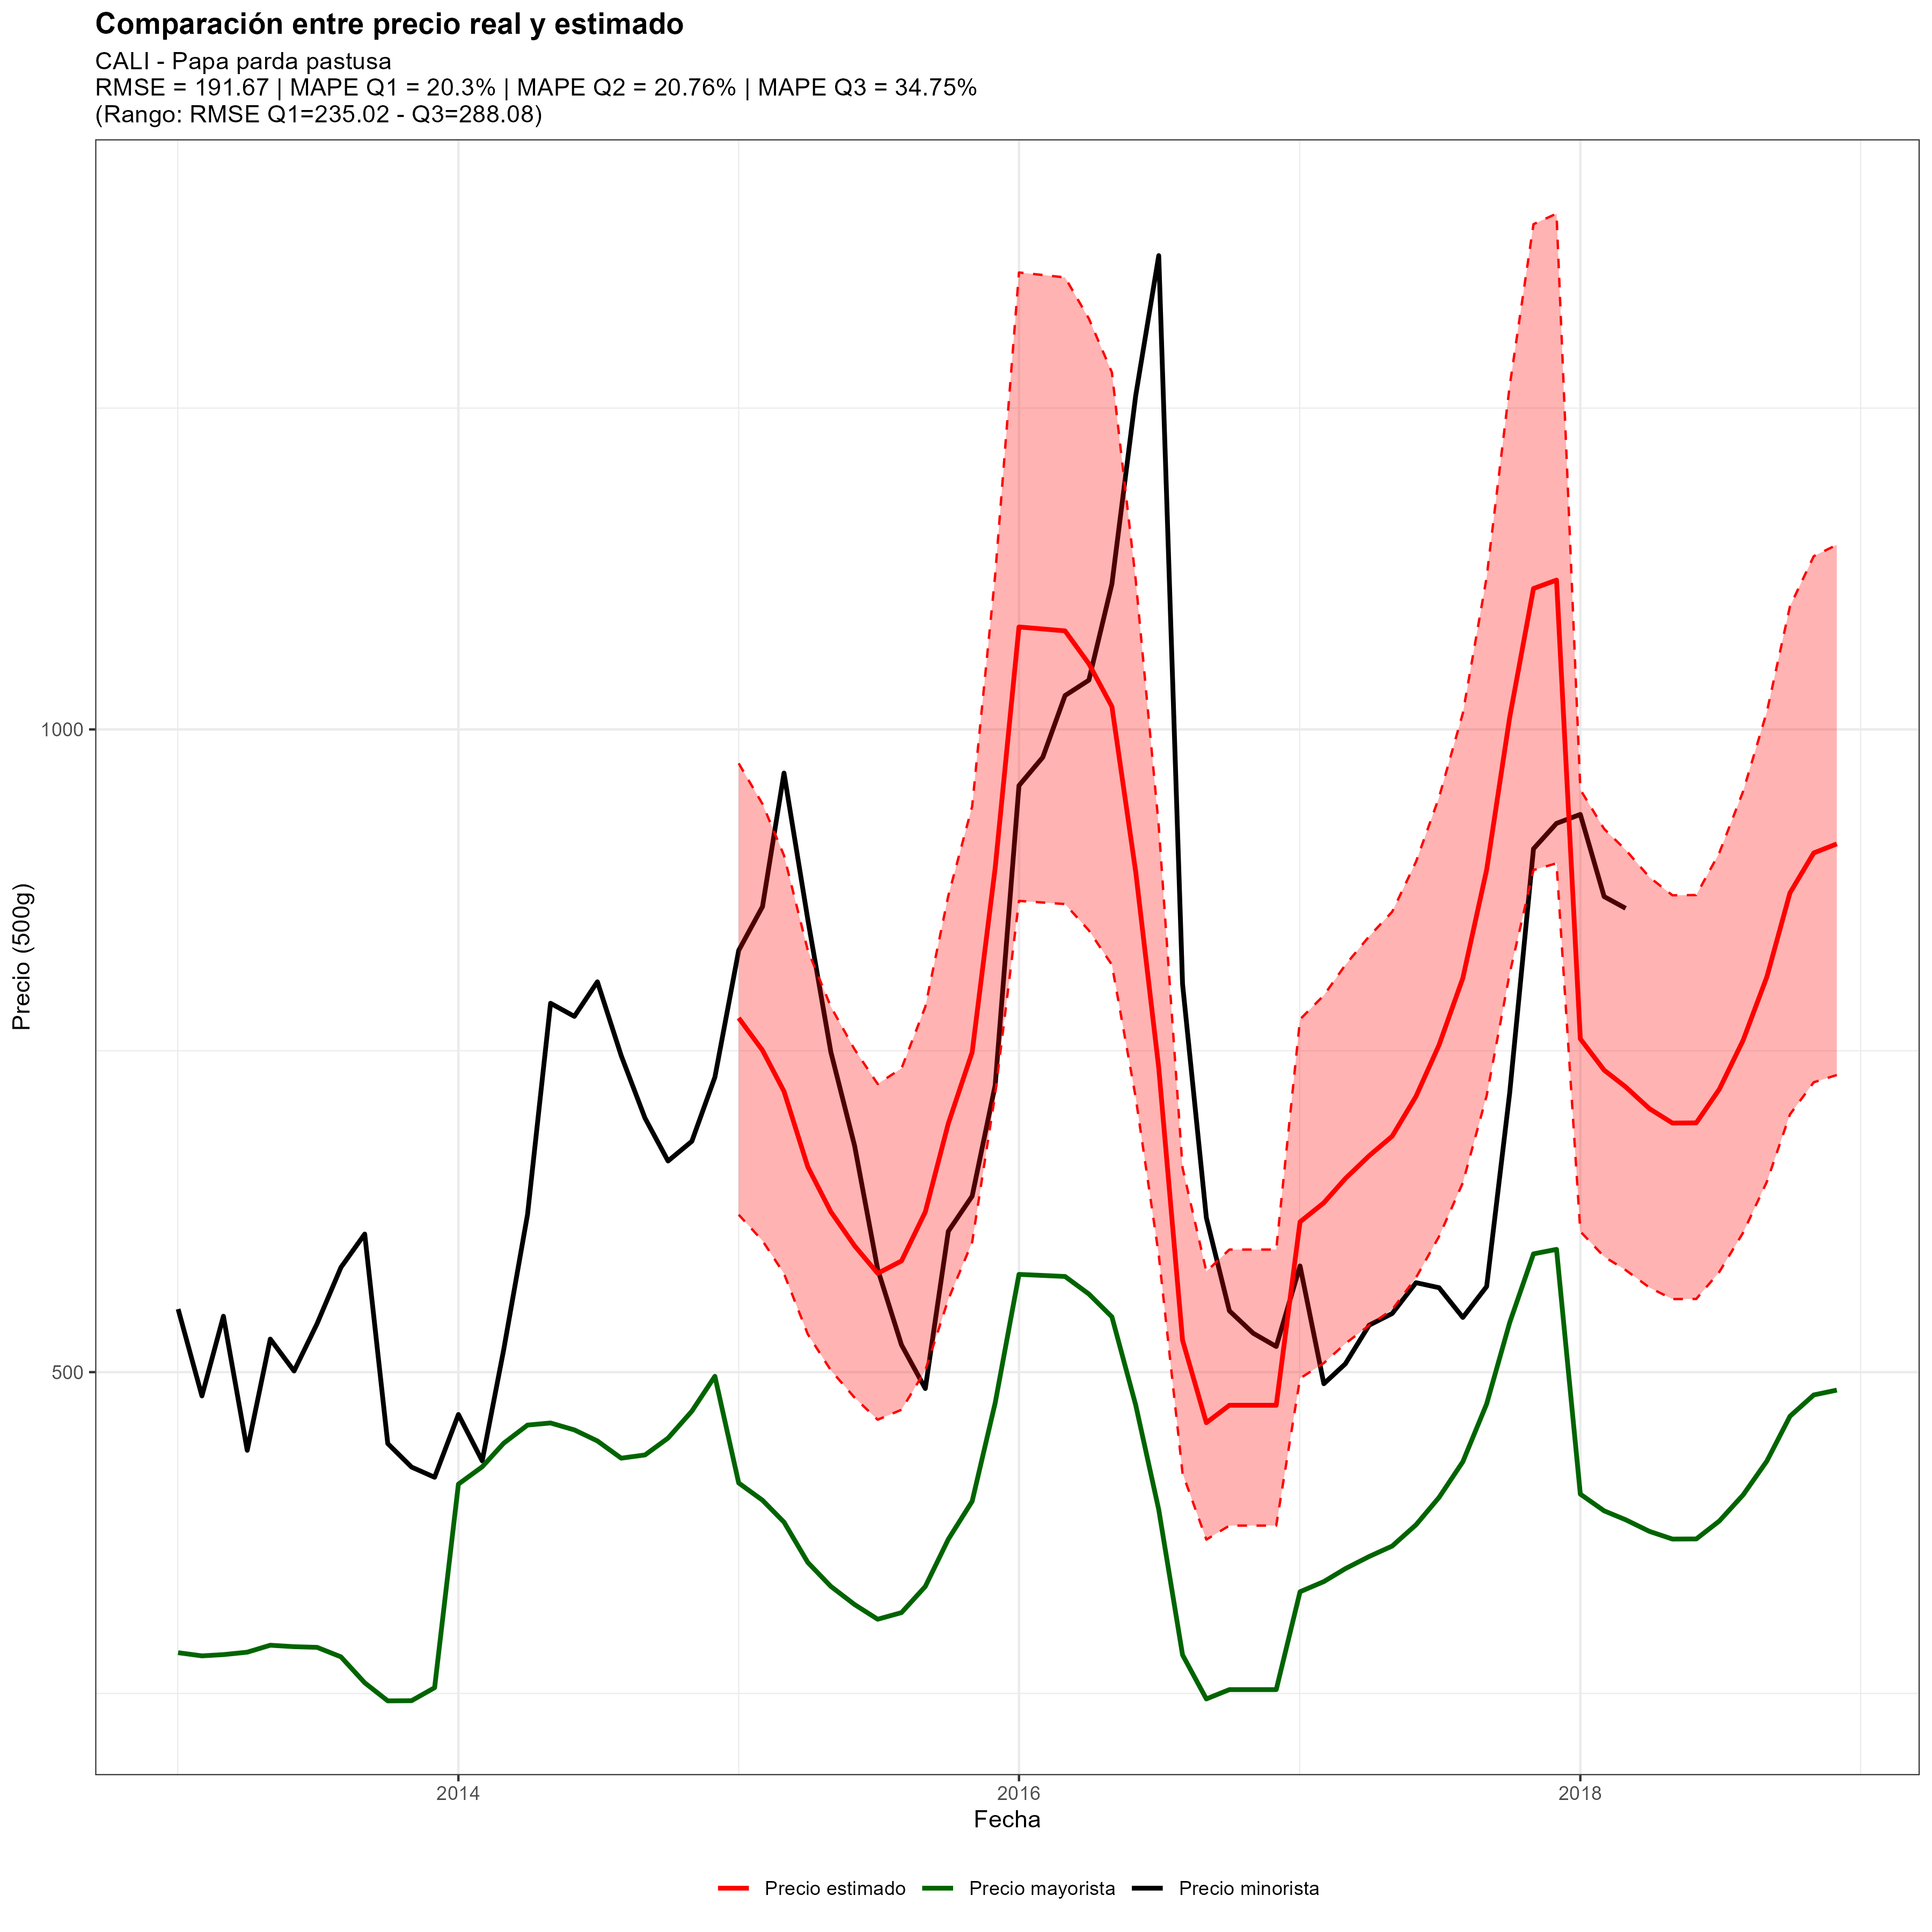 Comparación entre precio real y estimado
CALI - Papa parda pastusa
RMSE = 191.67 | MAPE Q1 = 20.3% | MAPE Q2 = 20.76% | MAPE Q3 = 34.75%
(Rango: RMSE Q1=235.02 - Q3=288.08)
Precio (500g)
1000
500
2014
2016
2018
Fecha
Precio estimado
Precio mayorista
Precio minorista